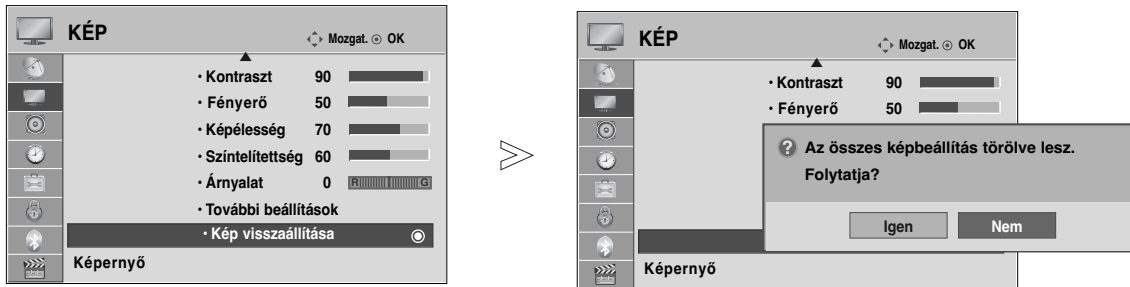 KÉP
Mozgat. OK
· Kontraszt 90
· Fényerő 50
· Képélesség 70
· Színtelítettség 60
· Árnyalat 0 R G
· További beállítások
· Kép visszaállítása
Képernyő
KÉP
Mozgat. OK
· Kontraszt 90
· Fényerő 50
Az összes képbeállítás törölve lesz.
Folytatja?
Igen Nem
Képernyő